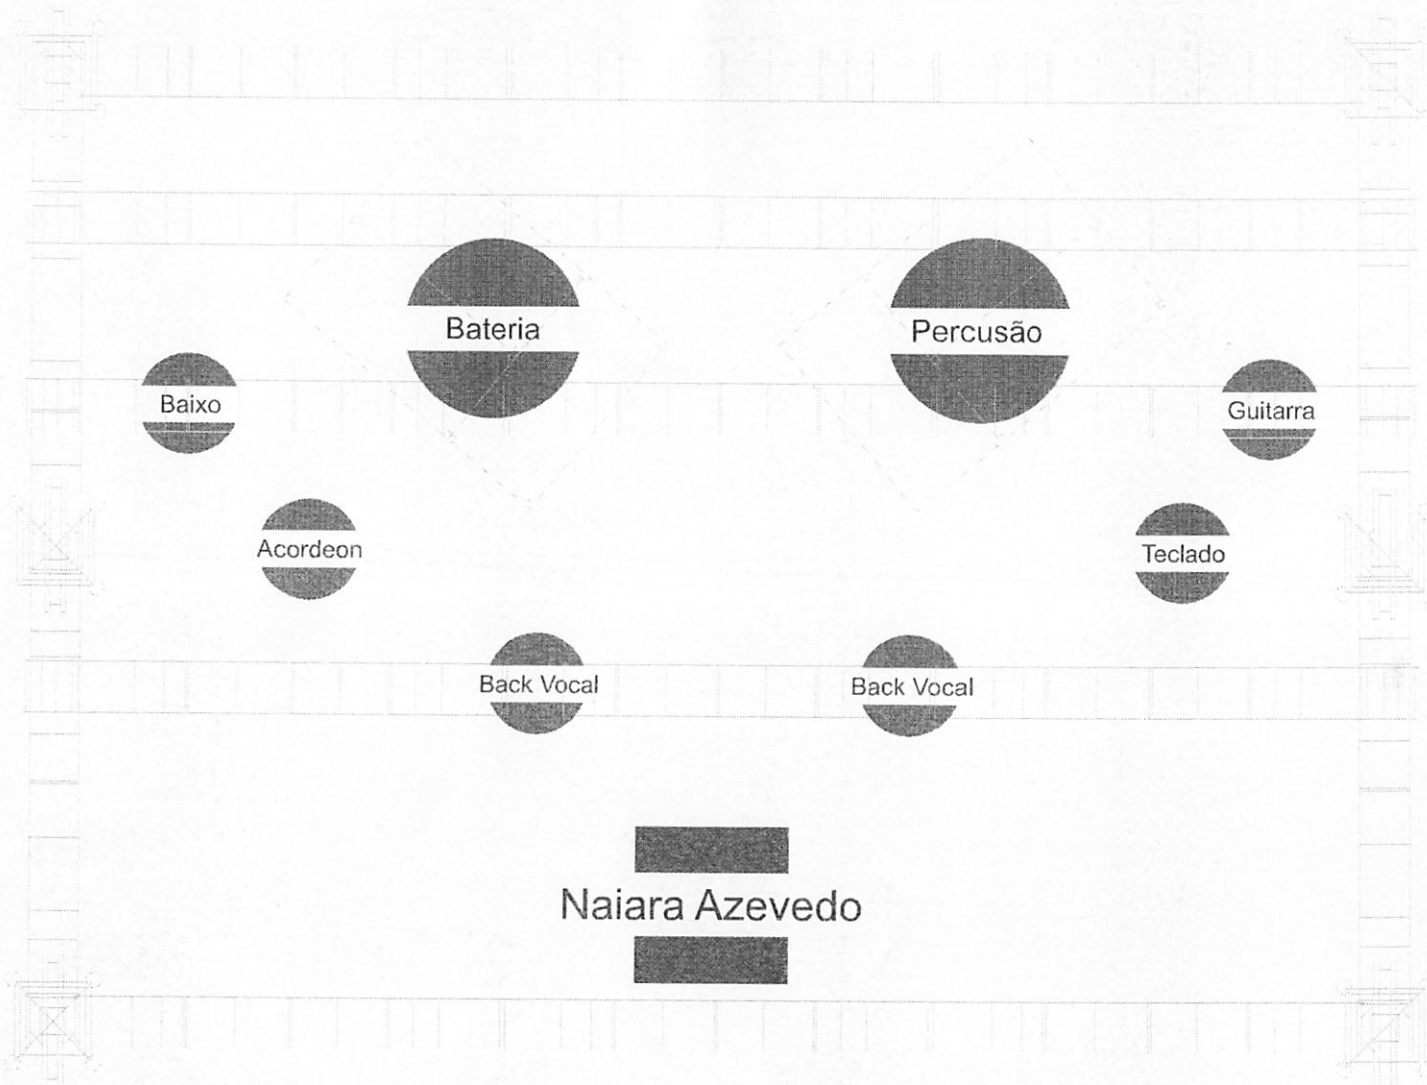 Bateria
Percusão
Baixo
Guitarra
Acordeon
Teclado
Back Vocal
Back Vocal
Naiara Azevedo